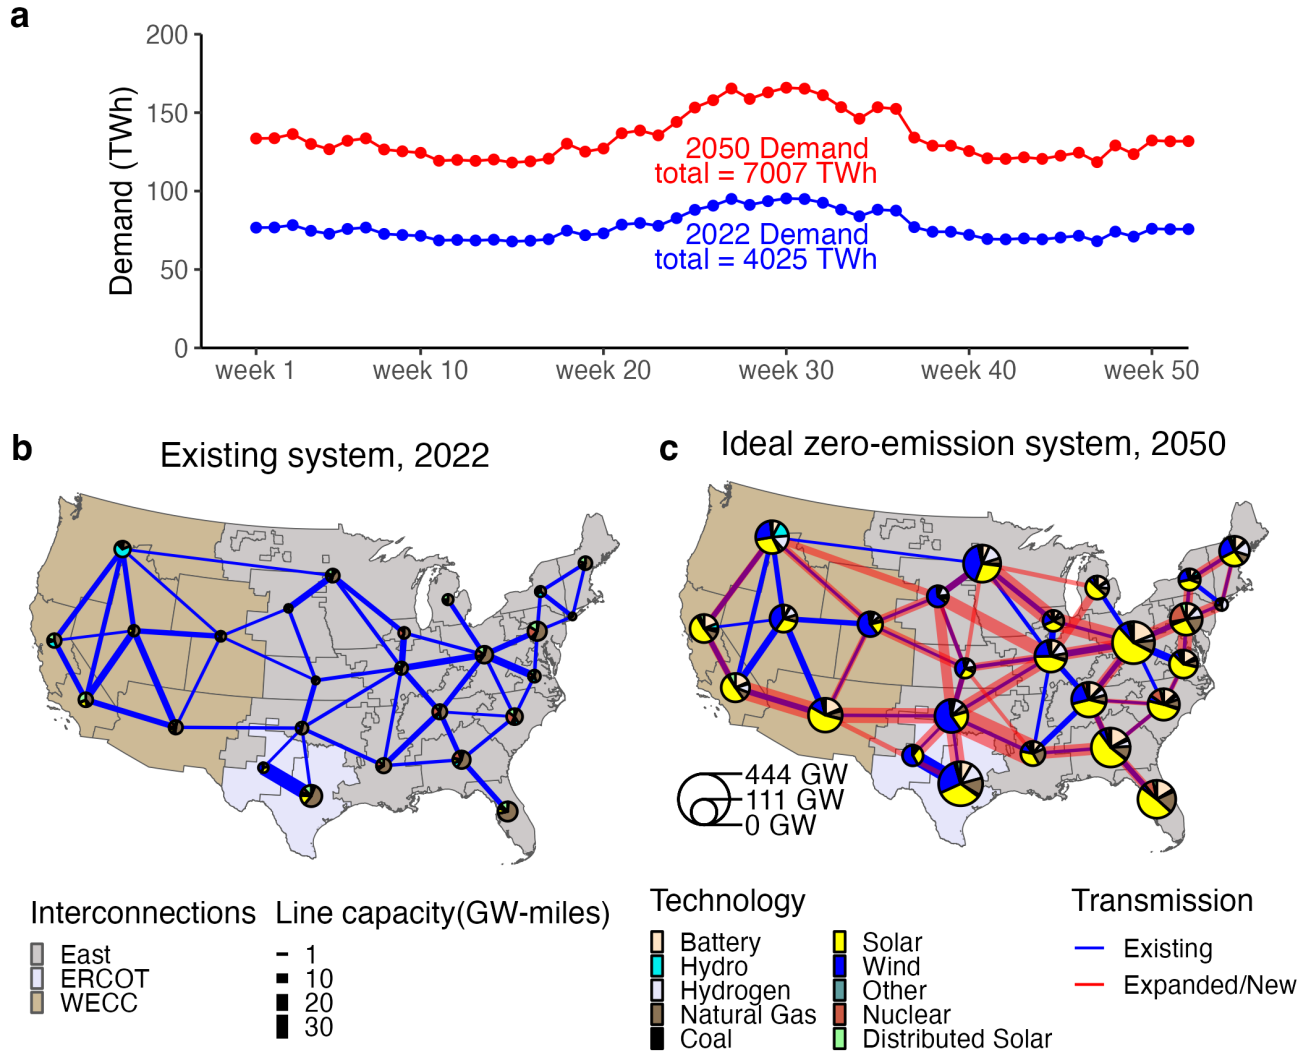 a
200
150
100
50
0
Demand (TWh)
2050 Demand
total = 7007 TWh
2022 Demand
total = 4025 TWh
week 1
week 10
week 20
week 30
week 40
week 50
b
Existing system, 2022
c
Ideal zero-emission system, 2050
444 GW
111 GW
0 GW
Interconnections
East
ERCOT
WECC
Line capacity(GW-miles)
1
10
20
30
Technology
Battery
Hydro
Hydrogen
Natural Gas
Coal
Solar
Wind
Other
Nuclear
Distributed Solar
Transmission
Existing
Expanded/New